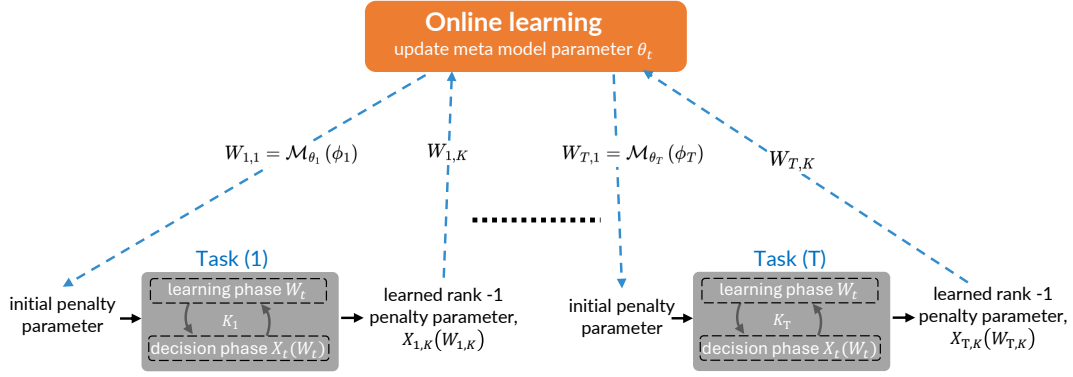 Online learning
update meta model parameter θ_t
W_{1,1} = ℳ_{θ_1}(ϕ_1)
W_{1,K}
W_{T,1} = ℳ_{θ_T}(ϕ_T)
W_{T,K}
Task (1)
initial penalty
parameter
learning phase W_t
K_1
decision phase X_t(W_t)
learned rank -1
penalty parameter,
X_{1,K}(W_{1,K})
Task (T)
initial penalty
parameter
learning phase W_t
K_T
decision phase X_t(W_t)
learned rank -1
penalty parameter,
X_{T,K}(W_{T,K})